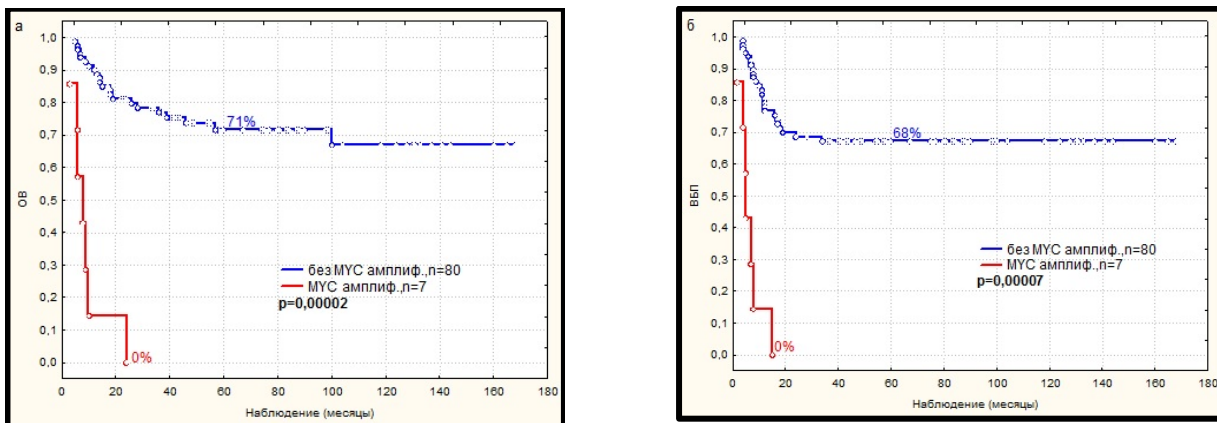 а
1,0
0,9
0,8
0,7
0,6
0,5
0,4
0,3
0,2
0,1
0,0
ОВ
71%
без MYC амплиф.,n=80
MYC амплиф.,n=7
p=0,00002
0%
0 20 40 60 80 100 120 140 160 180
Наблюдение (месяцы)
б
1,0
0,9
0,8
0,7
0,6
0,5
0,4
0,3
0,2
0,1
0,0
ВБП
68%
без MYC амплиф.,n=80
MYC амплиф.,n=7
p=0,00007
0%
0 20 40 60 80 100 120 140 160 180
Наблюдение (месяцы)